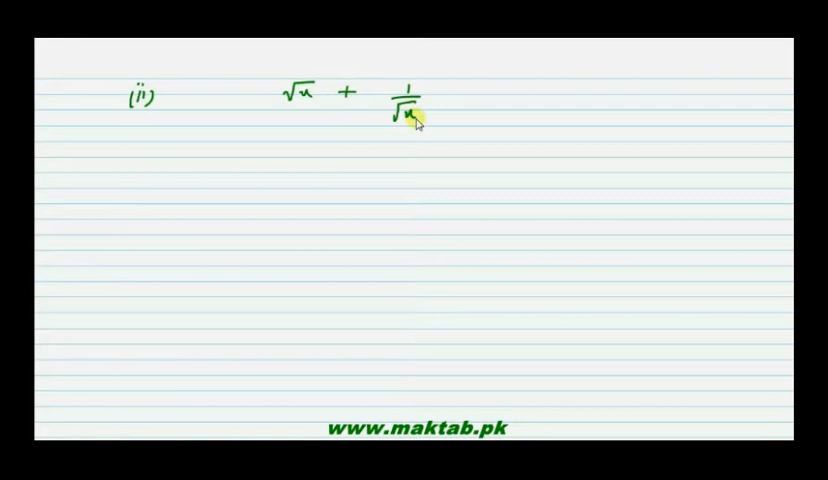 (ii) √x + 1/√x
www.maktab.pk